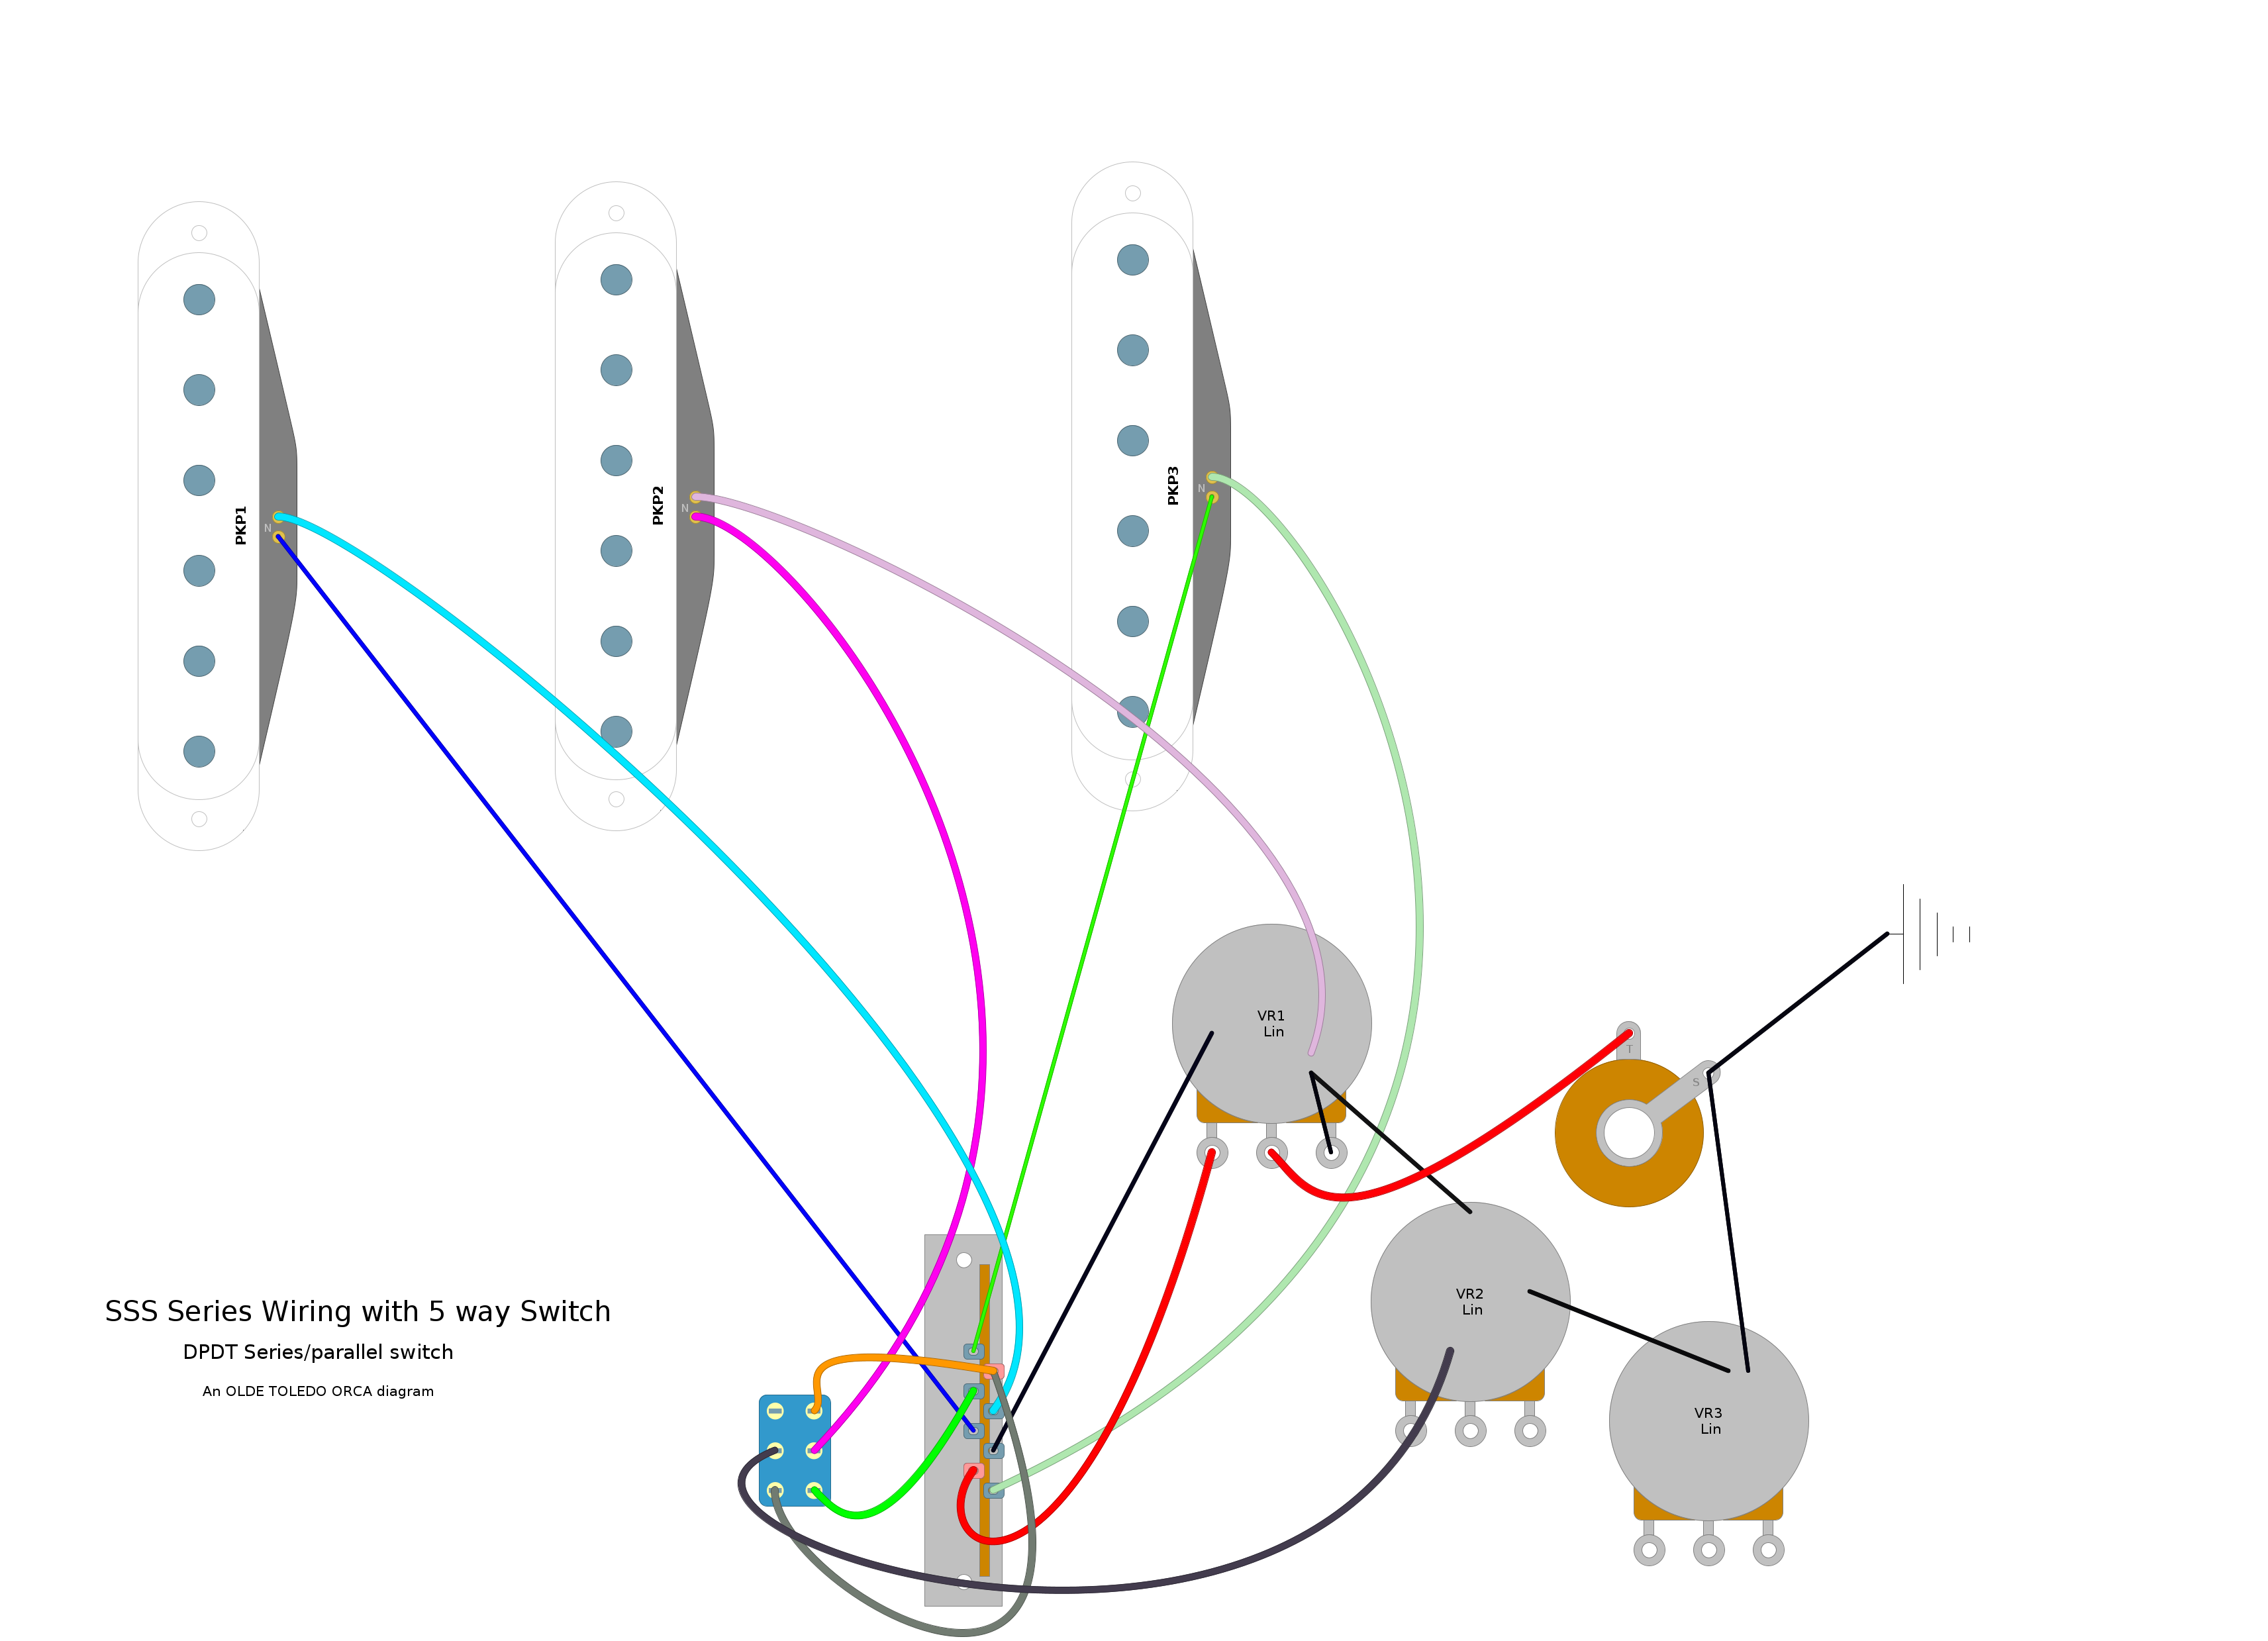 PKP1
N
PKP2
N
PKP3
N
VR1
Lin
T
S
VR2
Lin
VR3
Lin
SSS Series Wiring with 5 way Switch
DPDT Series/parallel switch
An OLDE TOLEDO ORCA diagram